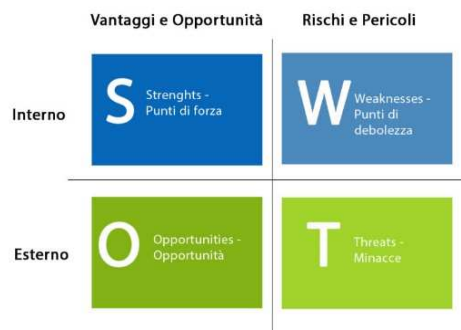 Vantaggi e Opportunità
Rischi e Pericoli
Interno
S
Strenghts -
Punti di forza
W
Weaknesses -
Punti di
debolezza
Esterno
O
Opportunities -
Opportunità
T
Threats -
Minacce